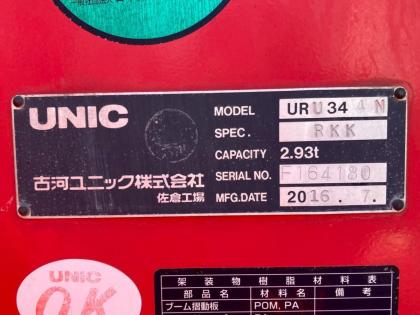 UNIC
MODEL URU344N
SPEC. RKK
CAPACITY 2.93t
SERIAL NO. F164180
MFG.DATE 2016. 7.
古河ユニック株式会社
佐倉工場
UNIC
OK
架装物樹脂材料表
部品名 材料名 備考
ブーム摺動板 POM, PA